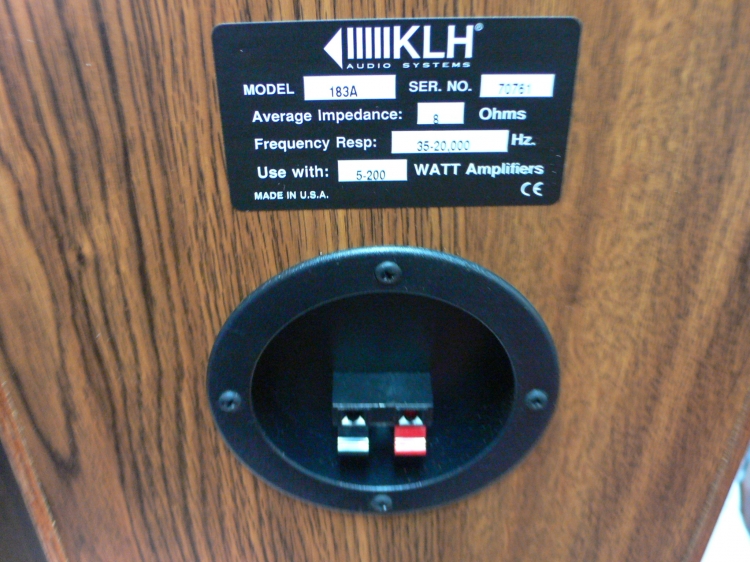 KLH®
AUDIO SYSTEMS
MODEL 183A SER. NO. 70761
Average Impedance: 8 Ohms
Frequency Resp: 35-20,000 Hz.
Use with: 5-200 WATT Amplifiers
MADE IN U.S.A. CE